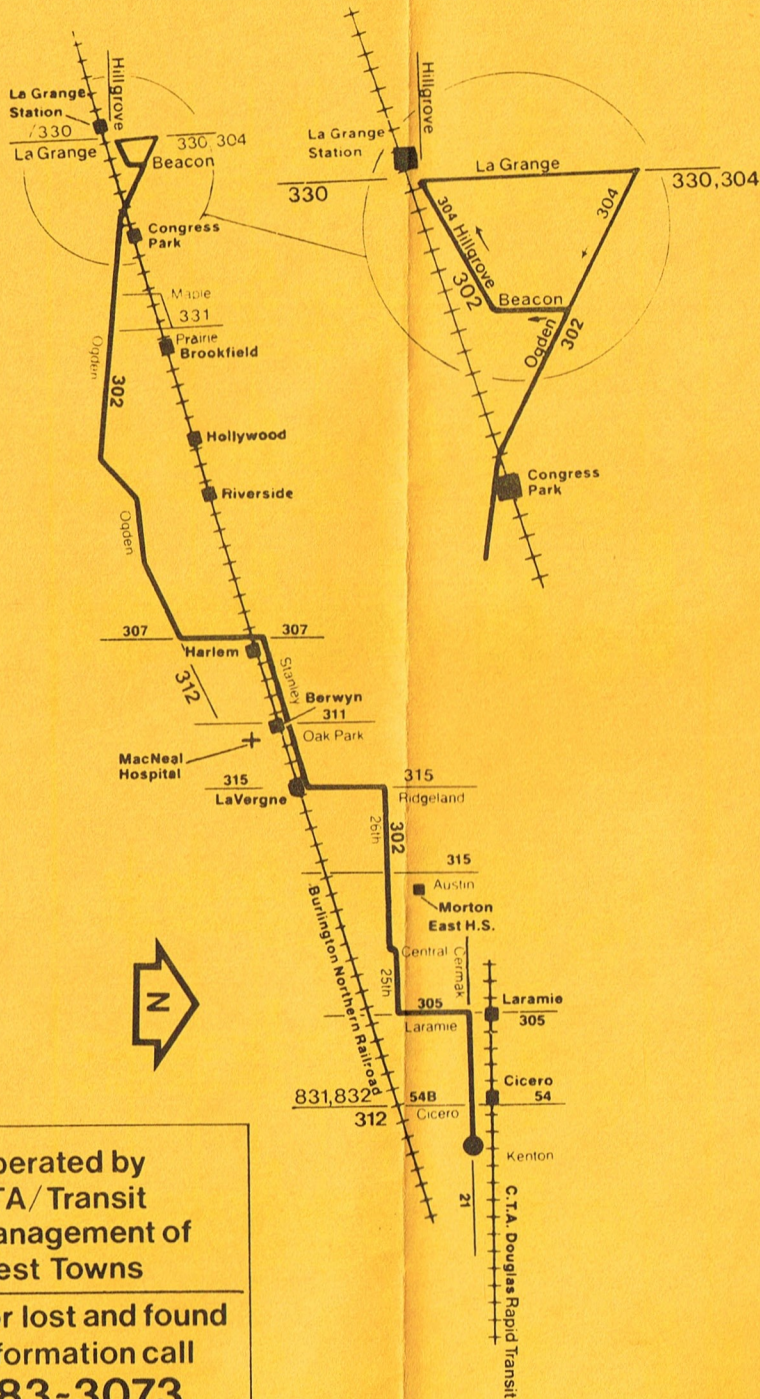 Hillgrove
La Grange
Station
330
La Grange
330, 304
Beacon
Congress
Park
Maple
331
Prairie
Brookfield
Ogden
302
Hollywood
Riverside
Ogden
307
307
Harlem
312
Stanley
Berwyn
311
Oak Park
MacNeal
Hospital
315
LaVergne
315
Ridgeland
26th
302
315
Austin
Morton
East H.S.
Central
Cermak
25th
305
Laramie
Laramie
305
Burlington Northern Railroad
831,832
312
54B
Cicero
Cicero
54
Kenton
21
C.T.A. Douglas Rapid Transit
N
Hillgrove
La Grange
Station
330
La Grange
330,304
304
304 Hillgrove
302
Beacon
Ogden
302
Congress
Park
perated by
TA/Transit
anagement of
est Towns
r lost and found
formation call
83-3073